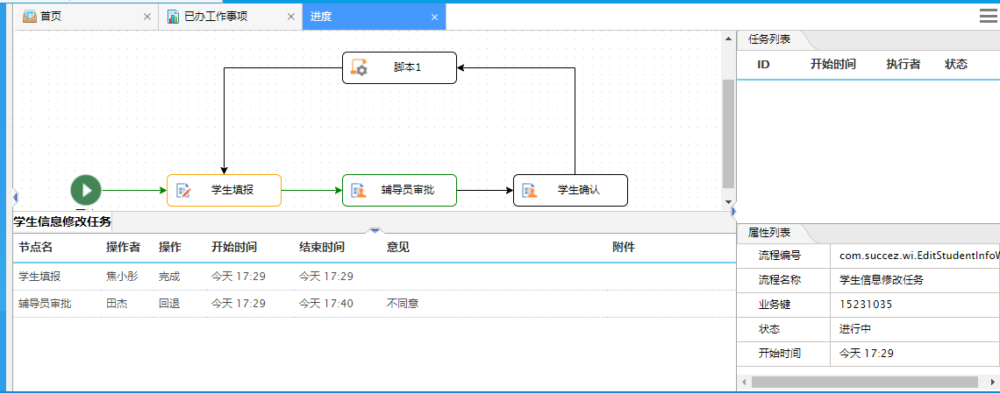 首页
已办工作事项
进度
脚本1
学生填报
辅导员审批
学生确认
学生信息修改任务
节点名 操作者 操作 开始时间 结束时间 意见 附件
学生填报 焦小彤 完成 今天 17:29 今天 17:29
辅导员审批 田杰 回退 今天 17:29 今天 17:40 不同意
任务列表
ID 开始时间 执行者 状态
属性列表
流程编号 com.succez.wi.EditStudentInfoW
流程名称 学生信息修改任务
业务键 15231035
状态 进行中
开始时间 今天 17:29